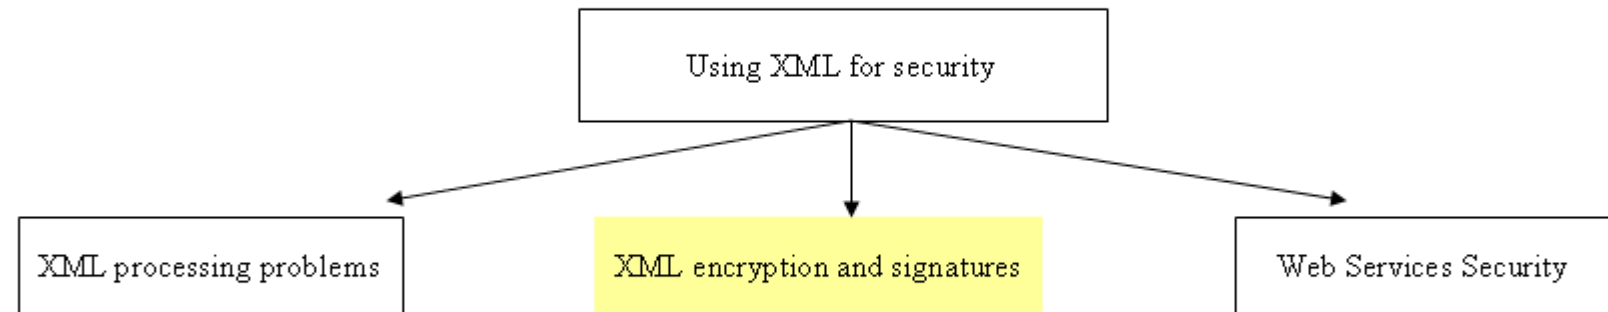 Using XML for security
XML processing problems
XML encryption and signatures
Web Services Security